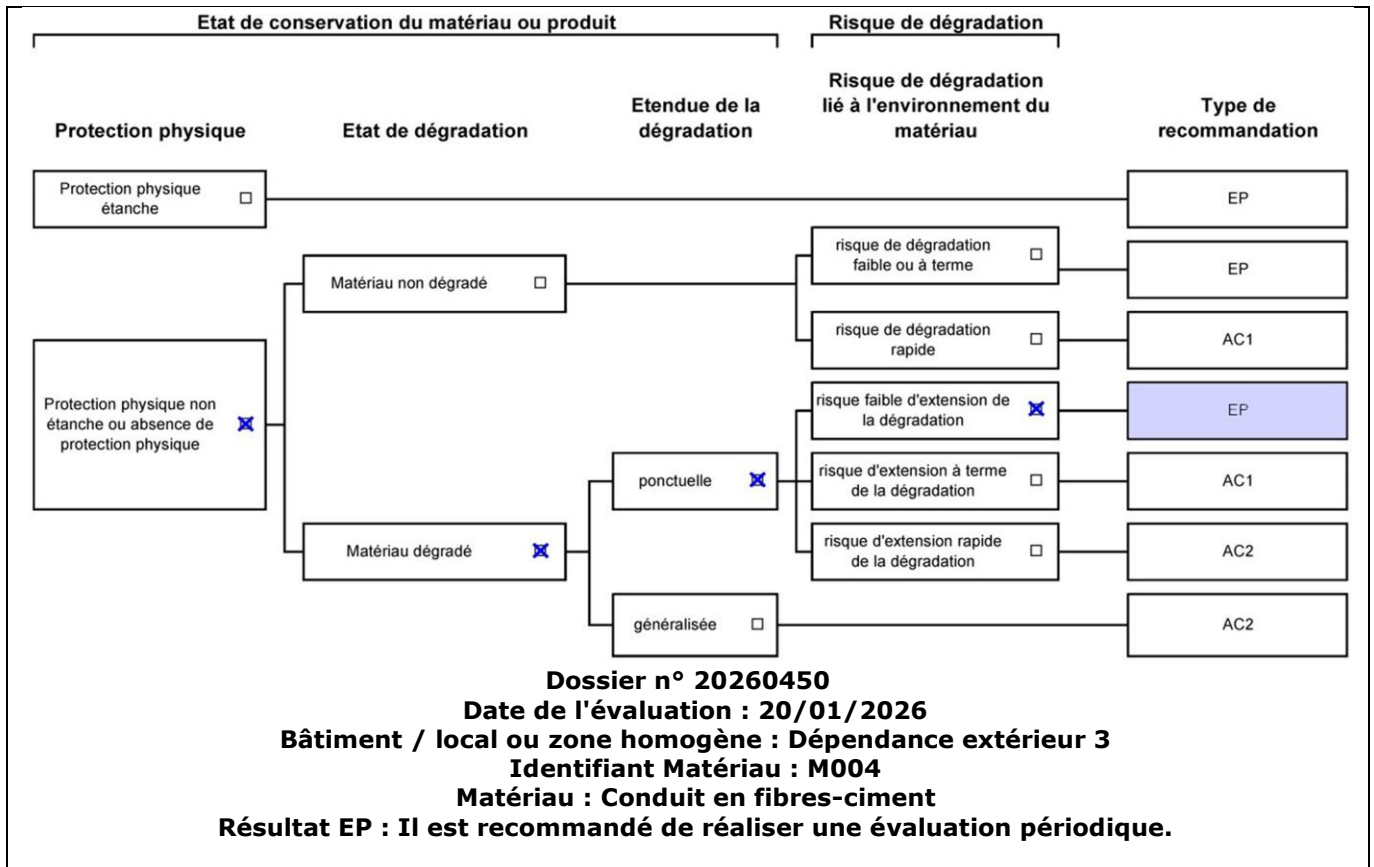 Etat de conservation du matériau ou produit
Risque de dégradation
Protection physique
Etat de dégradation
Etendue de la
dégradation
Risque de dégradation
lié à l'environnement du
matériau
Type de
recommandation
Protection physique
étanche
EP
risque de dégradation
faible ou à terme
EP
Matériau non dégradé
risque de dégradation
rapide
AC1
Protection physique non
étanche ou absence de
protection physique
risque faible d'extension de
la dégradation
EP
ponctuelle
risque d'extension à terme
de la dégradation
AC1
Matériau dégradé
risque d'extension rapide
de la dégradation
AC2
généralisée
AC2
Dossier n° 20260450
Date de l'évaluation : 20/01/2026
Bâtiment / local ou zone homogène : Dépendance extérieur 3
Identifiant Matériau : M004
Matériau : Conduit en fibres-ciment
Résultat EP : Il est recommandé de réaliser une évaluation périodique.